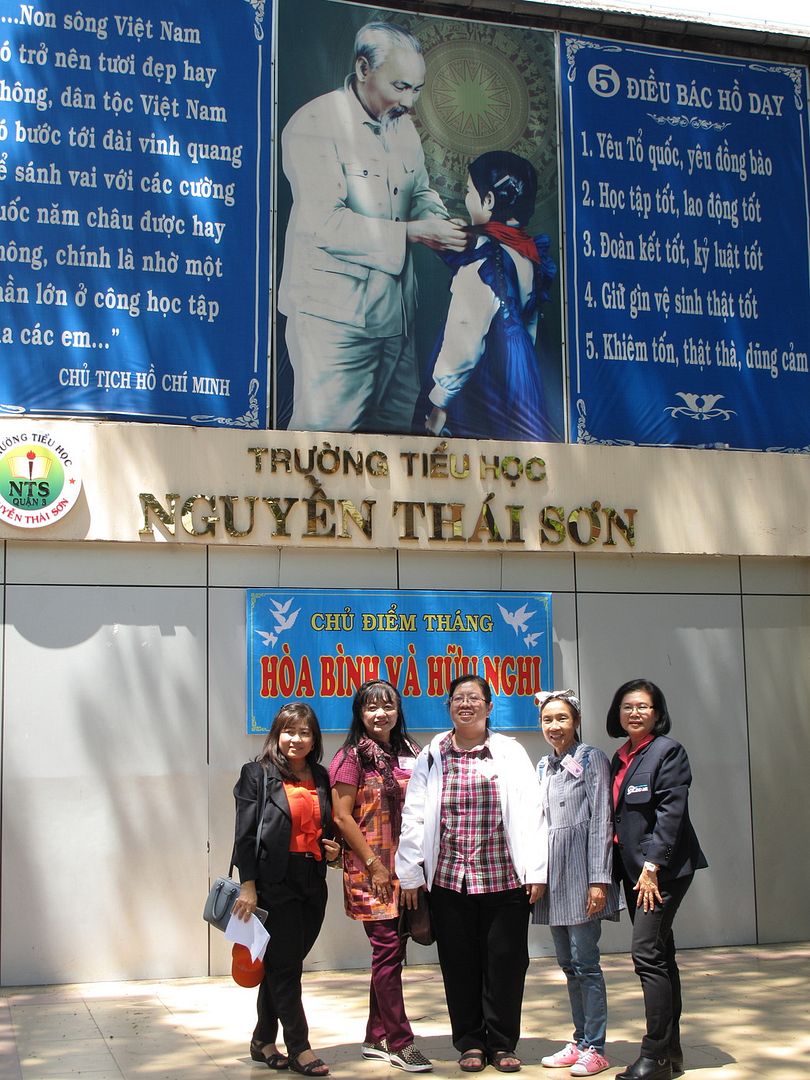 ...Non sông Việt Nam
trở nên tươi đẹp hay
dân tộc Việt Nam
bước tới đài vinh quang
sánh vai với các cường
năm châu được hay
chính là nhờ một
lớn ở công học tập
các em..."
CHỦ TỊCH HỒ CHÍ MINH
5 ĐIỀU BÁC HỒ DẠY
1. Yêu Tổ quốc, yêu đồng bào
2. Học tập tốt, lao động tốt
3. Đoàn kết tốt, kỷ luật tốt
4. Giữ gìn vệ sinh thật tốt
5. Khiêm tốn, thật thà, dũng cảm
TRƯỜNG TIỂU HỌC
NGUYỄN THÁI SƠN
TIỂU HỌC
NTS
QUẬN 3
THÁI SƠN
CHỦ ĐIỂM THÁNG
HÒA BÌNH VÀ HỮU NGHỊ